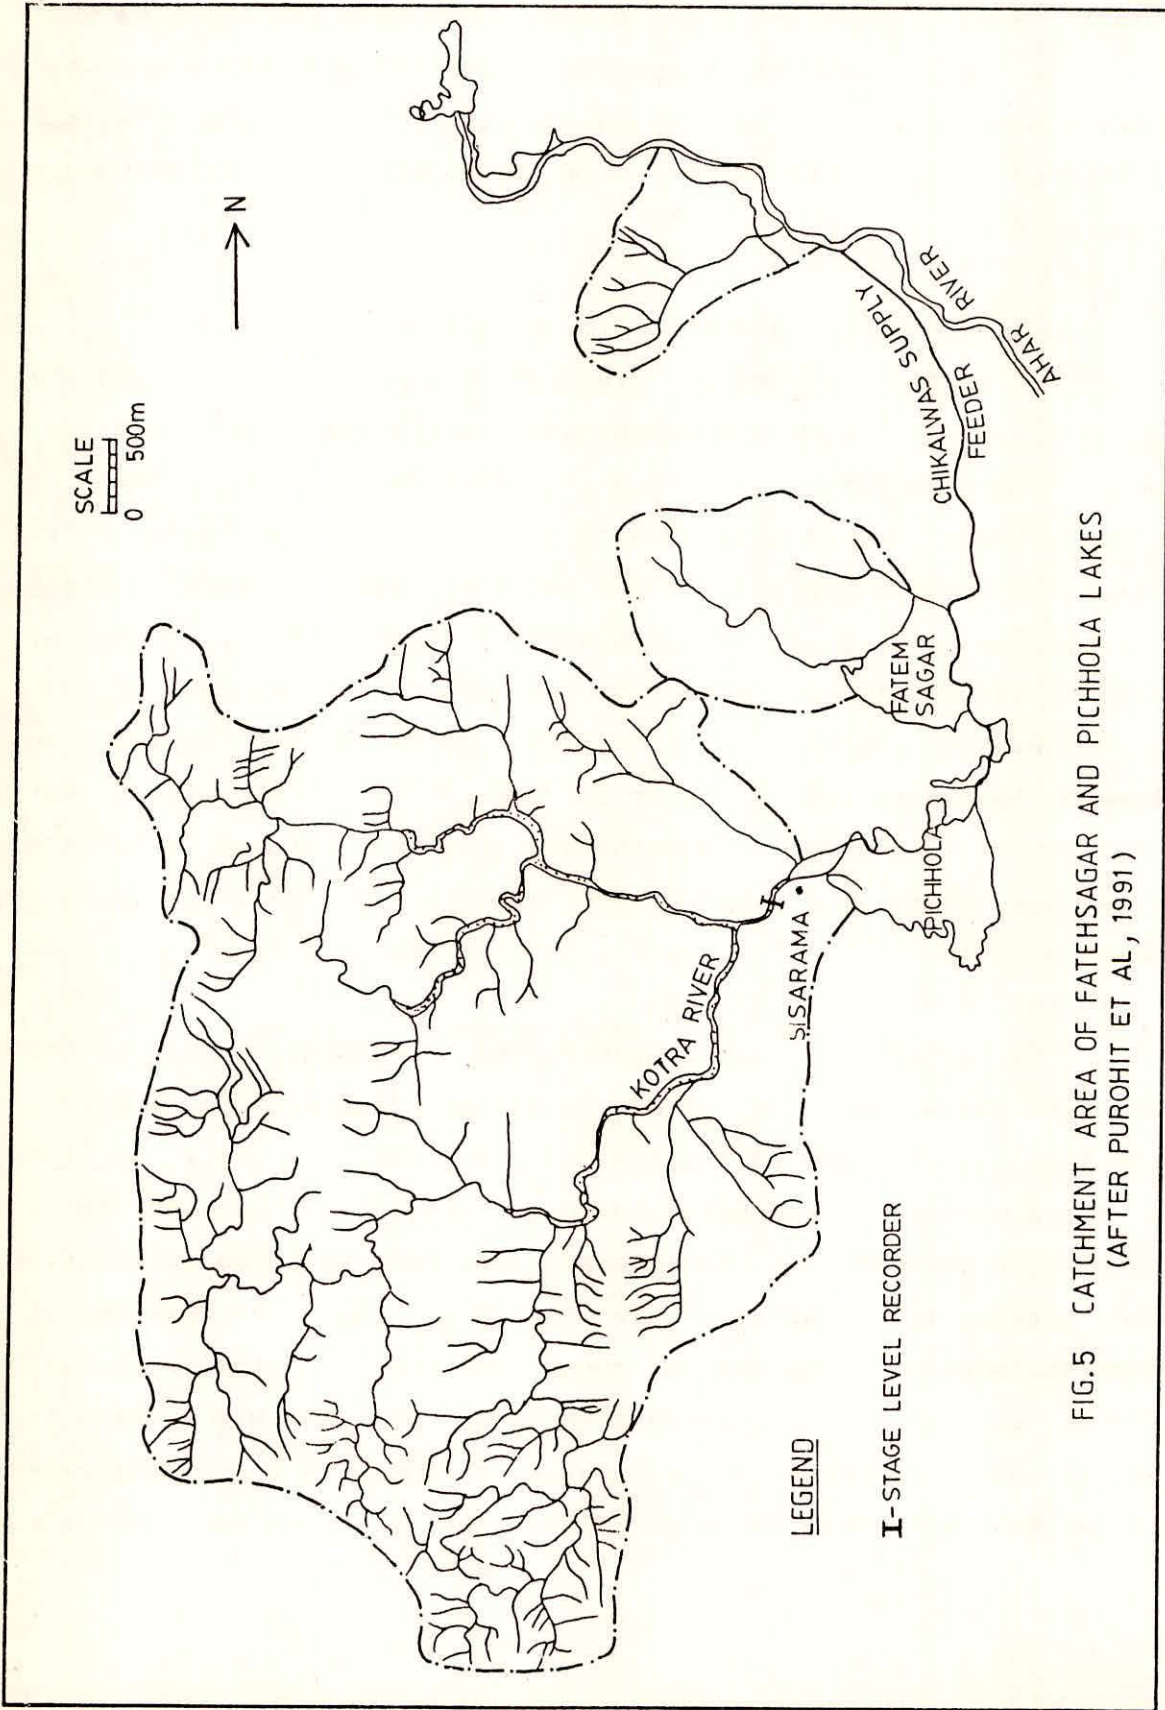 SCALE
0 500m
N
AHAR RIVER
CHIKALWAS SUPPLY
FEEDER
FATEM
SAGAR
PICHHOLA
SISARAMA
KOTRA RIVER
LEGEND
I-STAGE LEVEL RECORDER
FIG.5 CATCHMENT AREA OF FATEHSAGAR AND PICHHOLA LAKES
(AFTER PUROHIT ET AL, 1991)